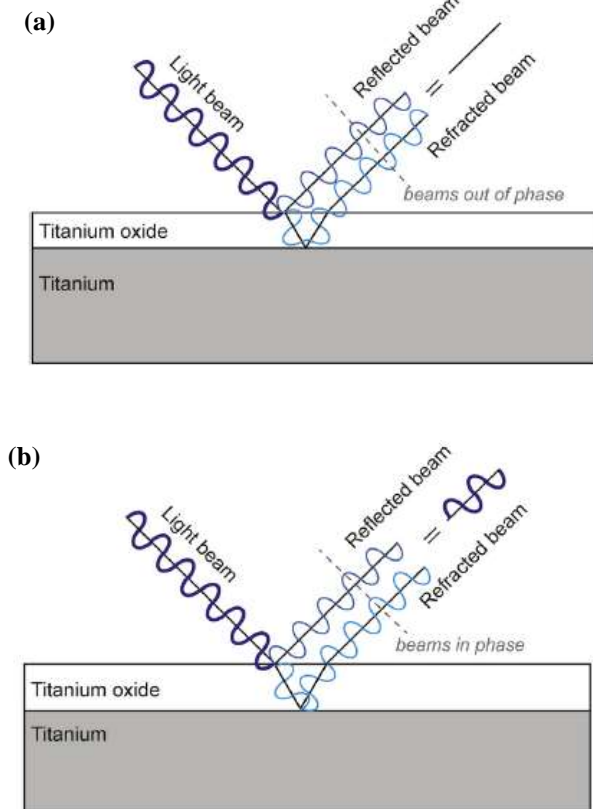 (a)
Light beam
Reflected beam
=
Refracted beam
beams out of phase
Titanium oxide
Titanium
(b)
Light beam
Reflected beam
=
Refracted beam
beams in phase
Titanium oxide
Titanium